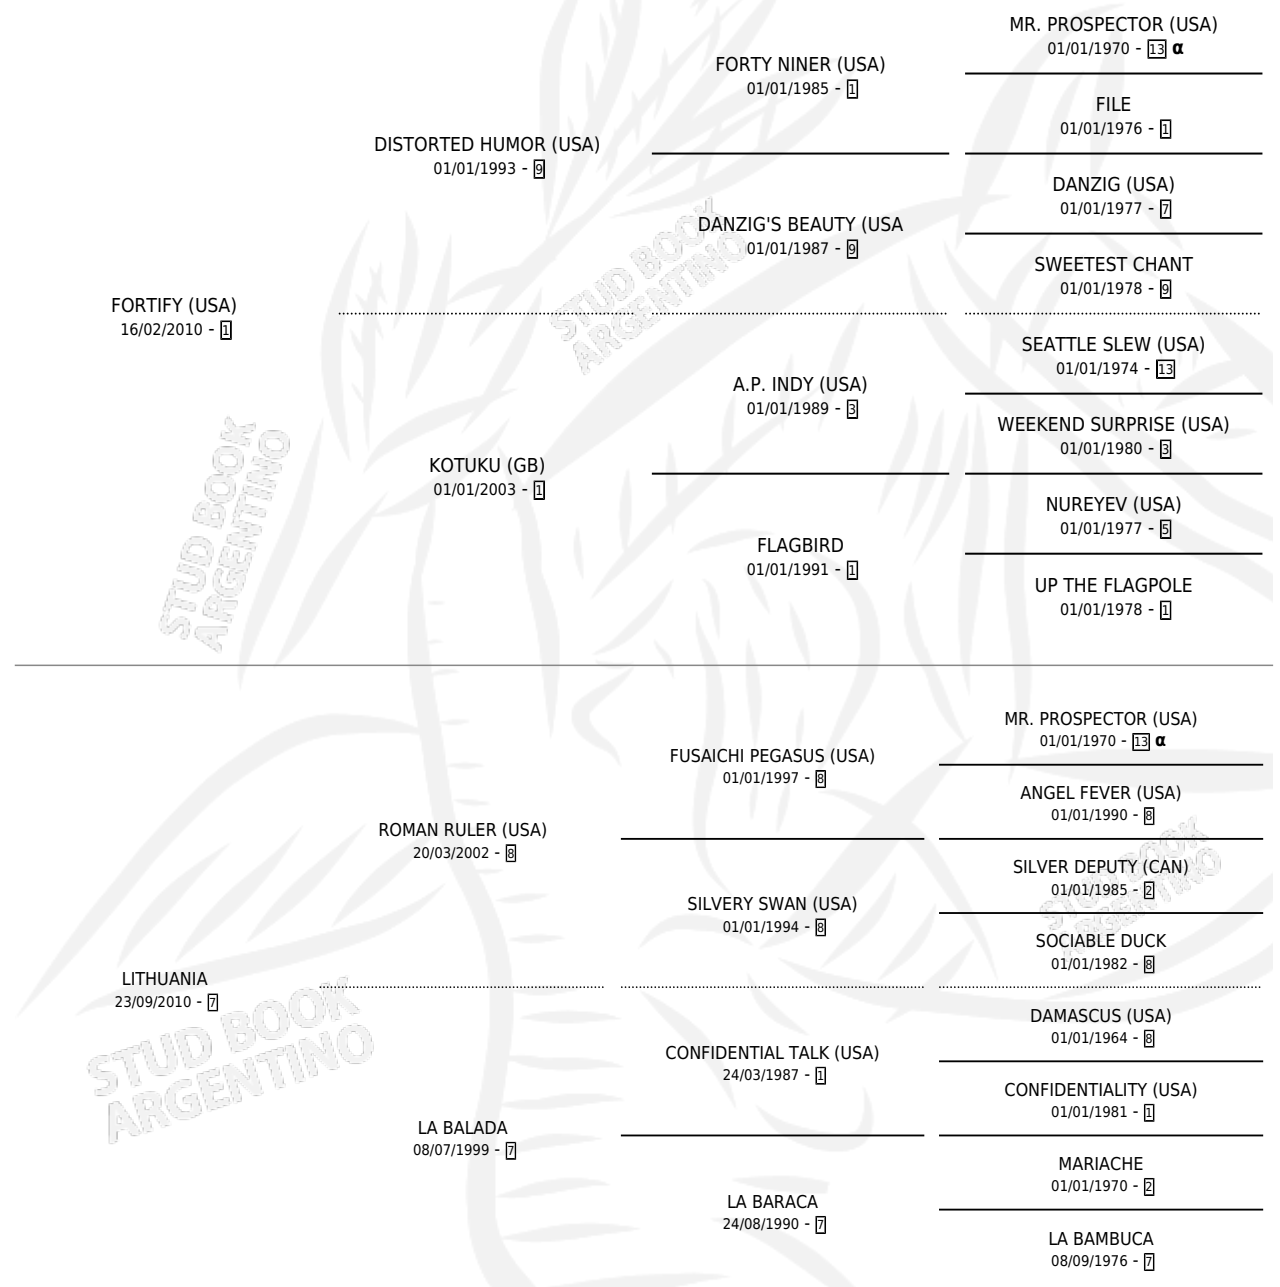 MR. PROSPECTOR (USA)
01/01/1970 - 13 α
FORTY NINER (USA)
01/01/1985 - 1
FILE
01/01/1976 - 1
DISTORTED HUMOR (USA)
01/01/1993 - 9
DANZIG (USA)
01/01/1977 - 7
DANZIG'S BEAUTY (USA
01/01/1987 - 9
SWEETEST CHANT
01/01/1978 - 9
FORTIFY (USA)
16/02/2010 - 1
SEATTLE SLEW (USA)
01/01/1974 - 13
A.P. INDY (USA)
01/01/1989 - 3
WEEKEND SURPRISE (USA)
01/01/1980 - 3
KOTUKU (GB)
01/01/2003 - 1
NUREYEV (USA)
01/01/1977 - 5
FLAGBIRD
01/01/1991 - 1
UP THE FLAGPOLE
01/01/1978 - 1
MR. PROSPECTOR (USA)
01/01/1970 - 13 α
FUSAICHI PEGASUS (USA)
01/01/1997 - 8
ANGEL FEVER (USA)
01/01/1990 - 8
ROMAN RULER (USA)
20/03/2002 - 8
SILVER DEPUTY (CAN)
01/01/1985 - 2
SILVERY SWAN (USA)
01/01/1994 - 8
SOCIABLE DUCK
01/01/1982 - 8
LITHUANIA
23/09/2010 - 7
DAMASCUS (USA)
01/01/1964 - 8
CONFIDENTIAL TALK (USA)
24/03/1987 - 1
CONFIDENTIALITY (USA)
01/01/1981 - 1
LA BALADA
08/07/1999 - 7
MARIACHE
01/01/1970 - 2
LA BARACA
24/08/1990 - 7
LA BAMBUCA
08/09/1976 - 7
STUD BOOK
ARGENTINO
STUD BOOK
ARGENTINO
STUD BOOK
ARGENTINO
STUD BOOK
ARGENTINO